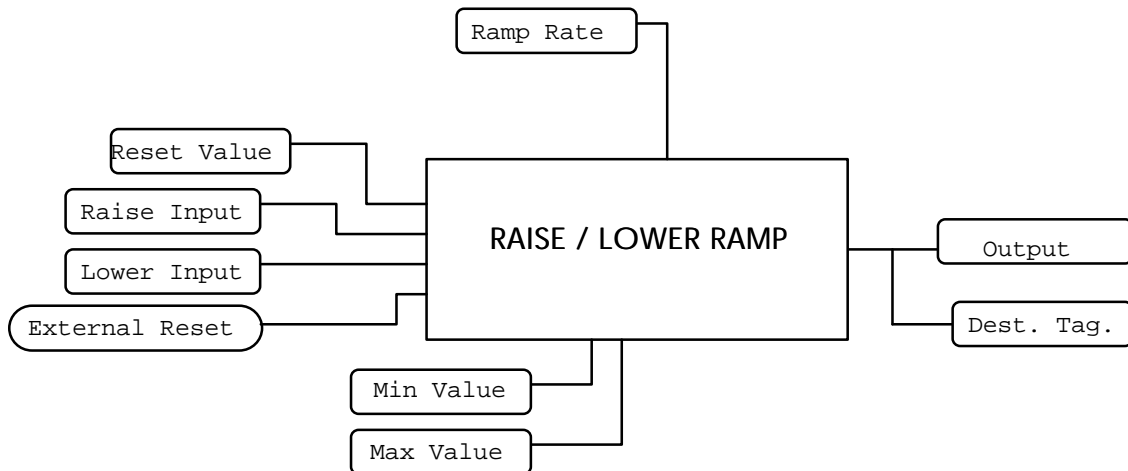 Ramp Rate
Reset Value
Raise Input
RAISE / LOWER RAMP
Lower Input
Output
External Reset
Dest. Tag.
Min Value
Max Value